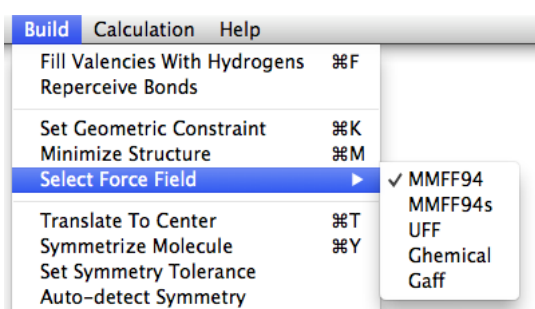 Build Calculation Help
Fill Valencies With Hydrogens ⌘F
Reperceive Bonds
Set Geometric Constraint ⌘K
Minimize Structure ⌘M
Select Force Field ▶
✓ MMFF94
MMFF94s
UFF
Ghemical
Gaff
Translate To Center ⌘T
Symmetrize Molecule ⌘Y
Set Symmetry Tolerance
Auto-detect Symmetry